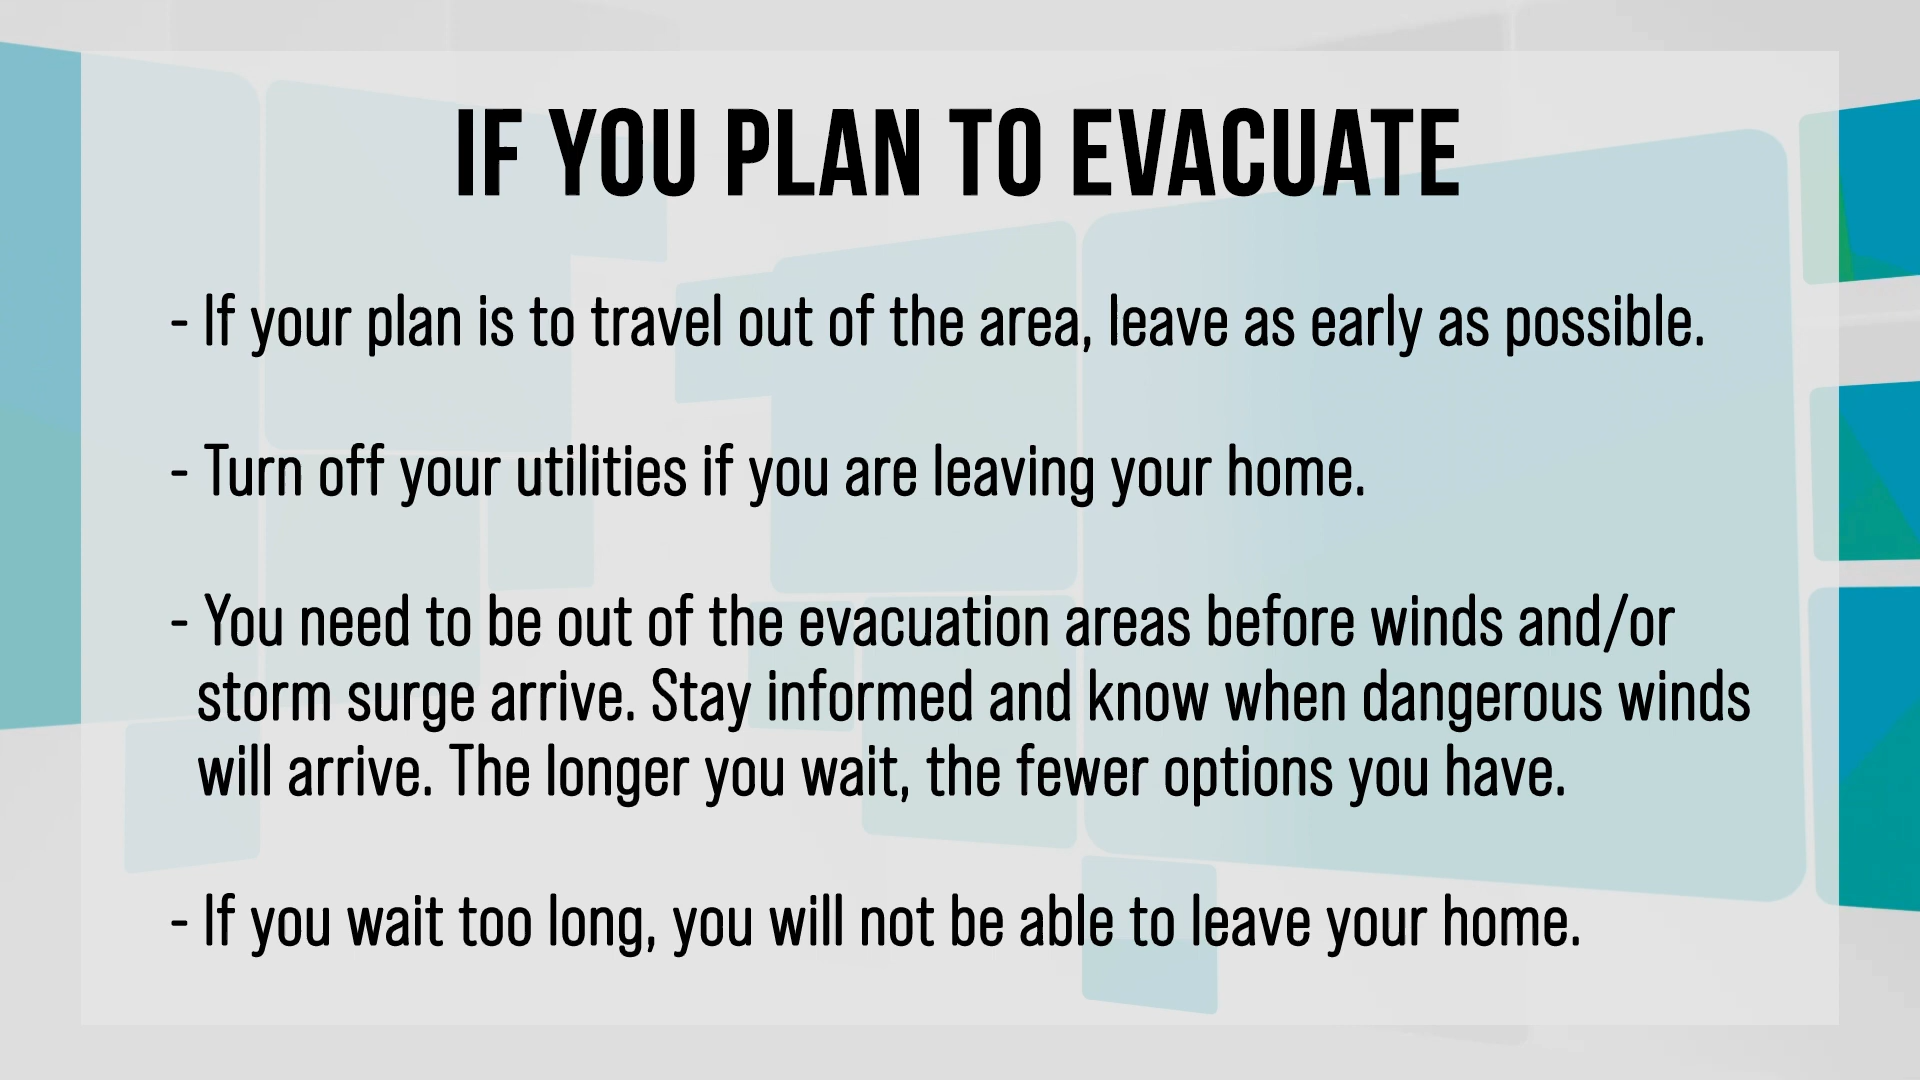 IF YOU PLAN TO EVACUATE
- If your plan is to travel out of the area, leave as early as possible.
- Turn off your utilities if you are leaving your home.
- You need to be out of the evacuation areas before winds and/or
storm surge arrive. Stay informed and know when dangerous winds
will arrive. The longer you wait, the fewer options you have.
- If you wait too long, you will not be able to leave your home.